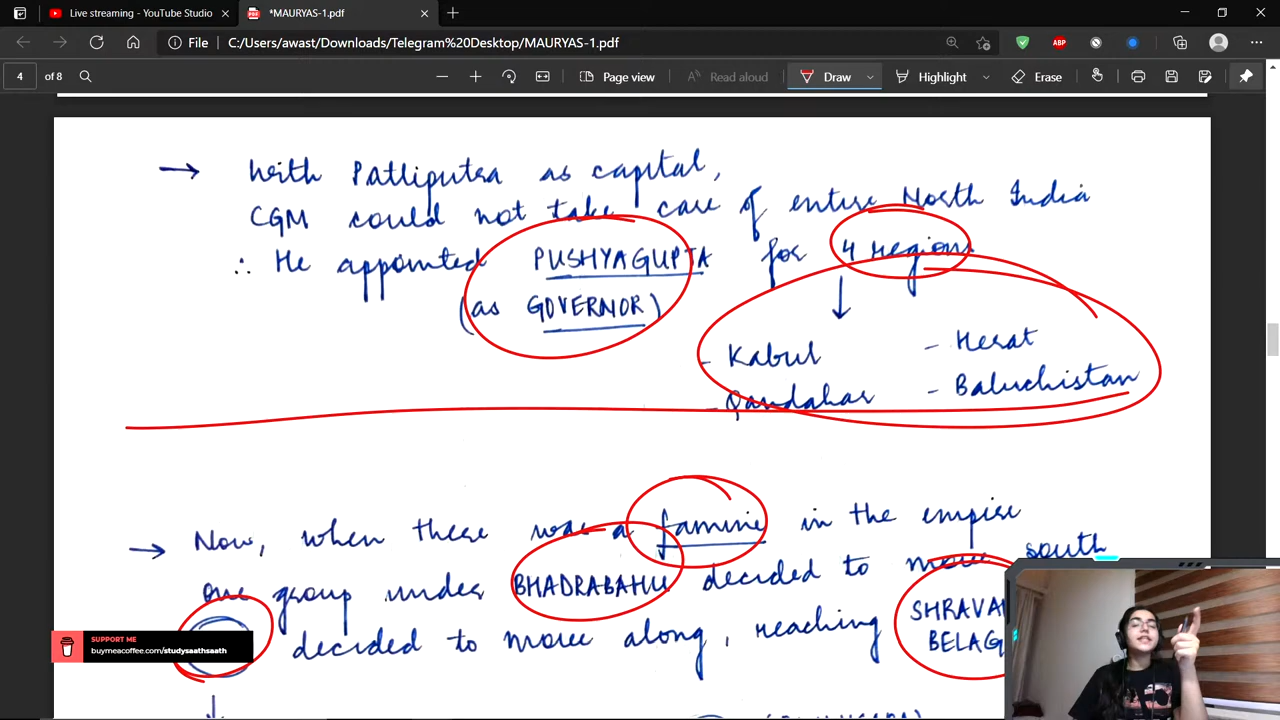 Live streaming - YouTube Studio
*MAURYAS-1.pdf
File
C:/Users/awast/Downloads/Telegram%20Desktop/MAURYAS-1.pdf
ABP
4 of 8
Page view
Read aloud
Draw
Highlight
Erase
→ With Patliputra as capital,
CGM could not take care of entire North India
∴ He appointed PUSHYAGUPTA for 4 regions
(as GOVERNOR)
- Kabul - Herat
- Qandahar - Baluchistan
→ Now, when there was a famine in the empire
one group under BHADRABAHU decided to move south
decided to move along, reaching SHRAVA
BELAG
SUPPORT ME
buymeacoffee.com/studysaathsaath